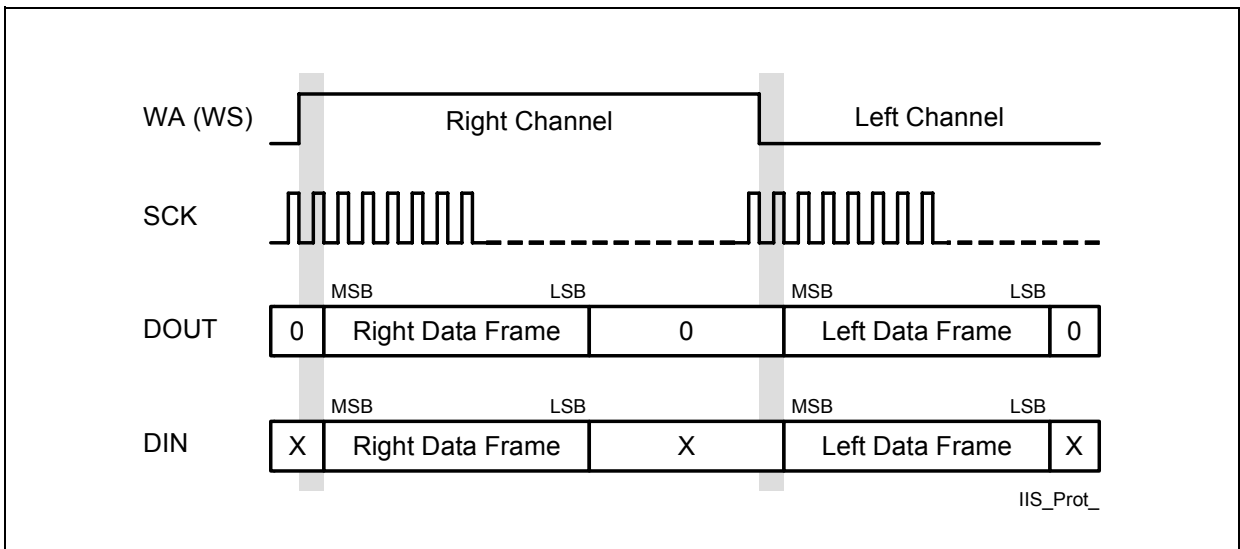 WA (WS) Right Channel Left Channel
SCK
MSB LSB MSB LSB
DOUT 0 Right Data Frame 0 Left Data Frame 0
MSB LSB MSB LSB
DIN X Right Data Frame X Left Data Frame X
IIS_Prot_